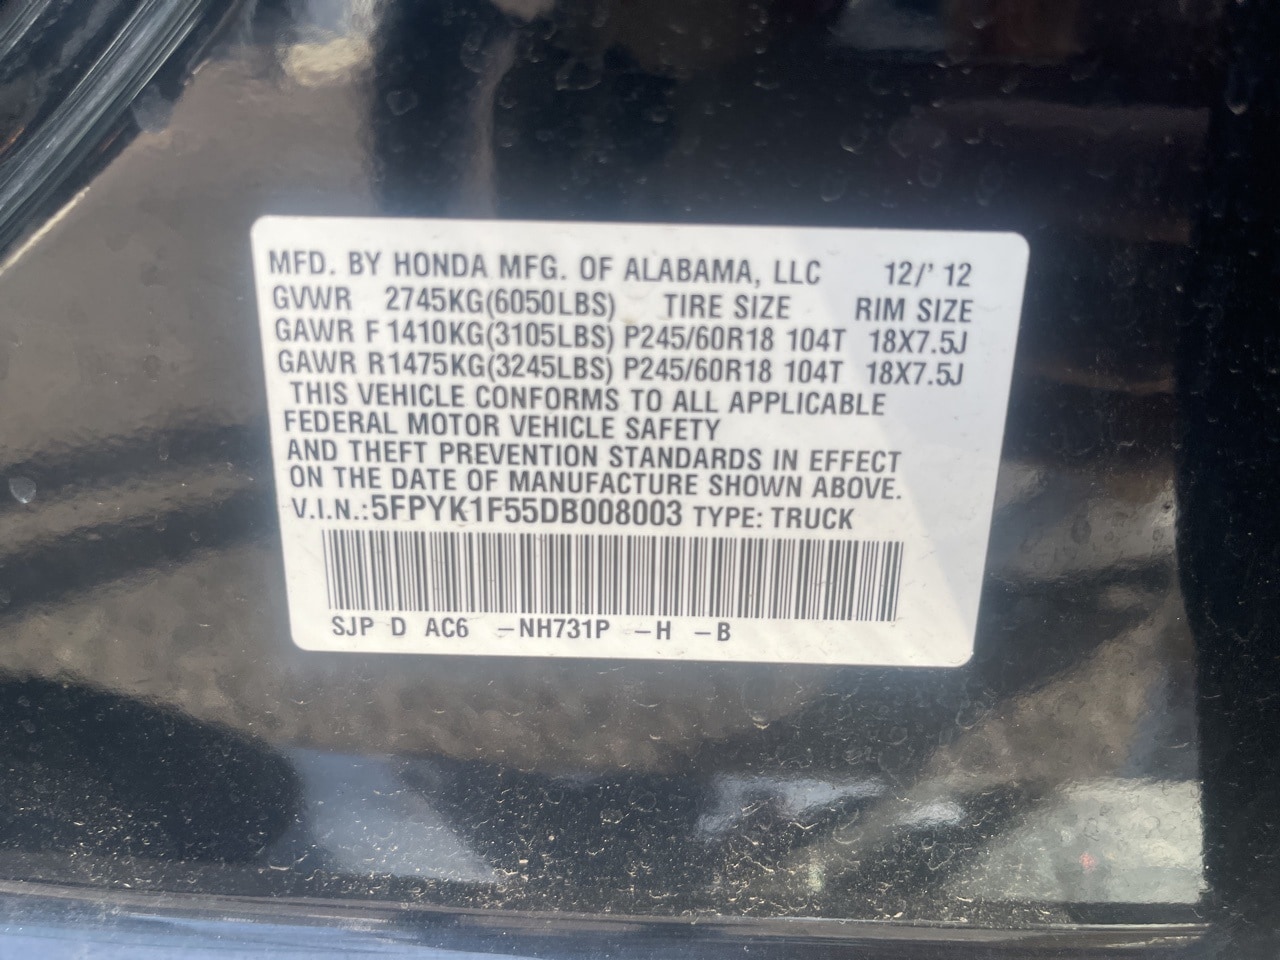 MFD. BY HONDA MFG. OF ALABAMA, LLC 12/' 12
GVWR 2745KG(6050LBS) TIRE SIZE RIM SIZE
GAWR F 1410KG(3105LBS) P245/60R18 104T 18X7.5J
GAWR R1475KG(3245LBS) P245/60R18 104T 18X7.5J
THIS VEHICLE CONFORMS TO ALL APPLICABLE
FEDERAL MOTOR VEHICLE SAFETY
AND THEFT PREVENTION STANDARDS IN EFFECT
ON THE DATE OF MANUFACTURE SHOWN ABOVE.
V.I.N.:5FPYK1F55DB008003 TYPE: TRUCK
SJP D AC6 –NH731P –H –B